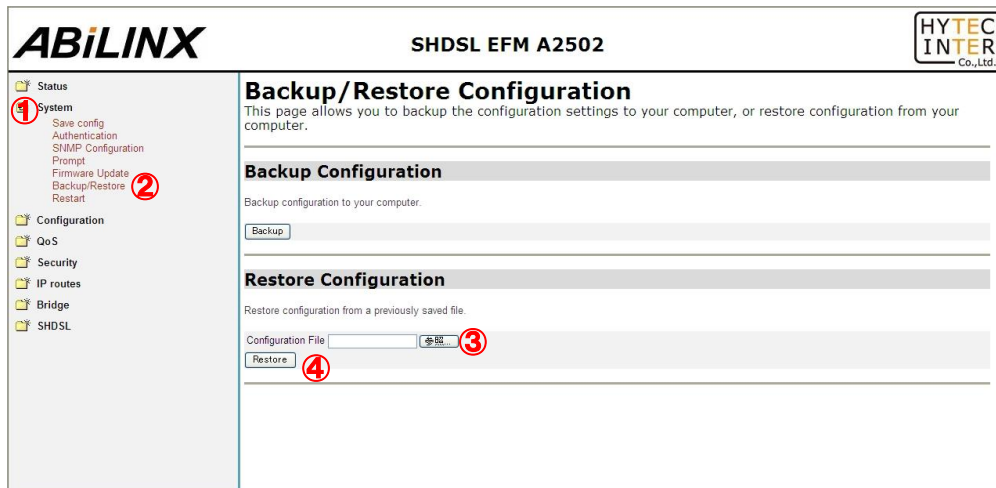 ABiLINX
SHDSL EFM A2502
HYTEC
INTER
Co.,Ltd.
Status
① System
Save config
Authentication
SNMP Configuration
Prompt
Firmware Update
Backup/Restore ②
Restart
Configuration
QoS
Security
IP routes
Bridge
SHDSL
Backup/Restore Configuration
This page allows you to backup the configuration settings to your computer, or restore configuration from your
computer.
Backup Configuration
Backup configuration to your computer.
Backup
Restore Configuration
Restore configuration from a previously saved file.
Configuration File 参照... ③
Restore ④